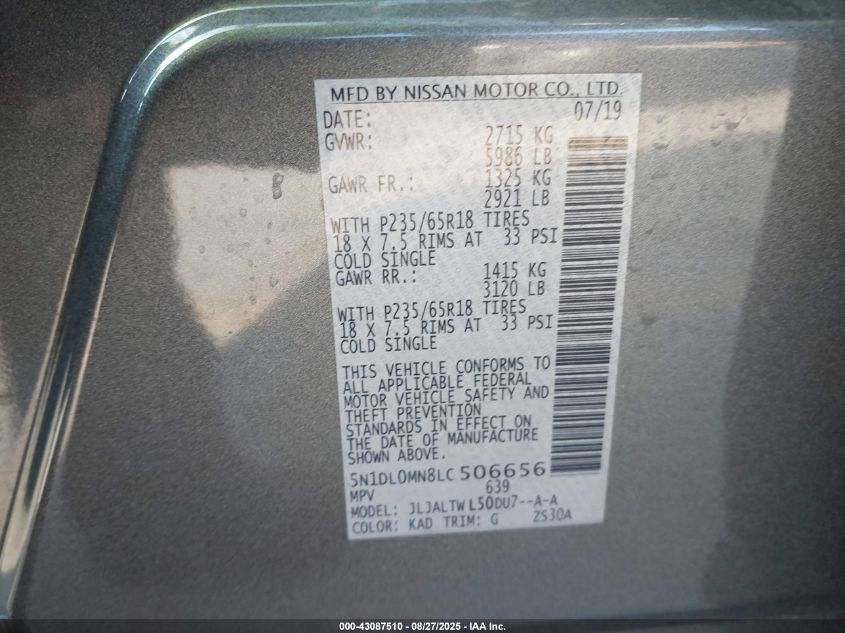 MFD BY NISSAN MOTOR CO., LTD.
DATE: 07/19
GVWR: 2715 KG
5986 LB
GAWR FR.: 1325 KG
2921 LB
WITH P235/65R18 TIRES
18 X 7.5 RIMS AT 33 PSI
COLD SINGLE
GAWR RR.: 1415 KG
3120 LB
WITH P235/65R18 TIRES
18 X 7.5 RIMS AT 33 PSI
COLD SINGLE
THIS VEHICLE CONFORMS TO
ALL APPLICABLE FEDERAL
MOTOR VEHICLE SAFETY AND
THEFT PREVENTION
STANDARDS IN EFFECT ON
THE DATE OF MANUFACTURE
SHOWN ABOVE.
5N1DL0MN8LC 506656
MPV 639
MODEL: JLJALTW L50DU7--A-A
COLOR: KAD TRIM: G ZS30A
000-43087510 - 08/27/2025 - IAA Inc.